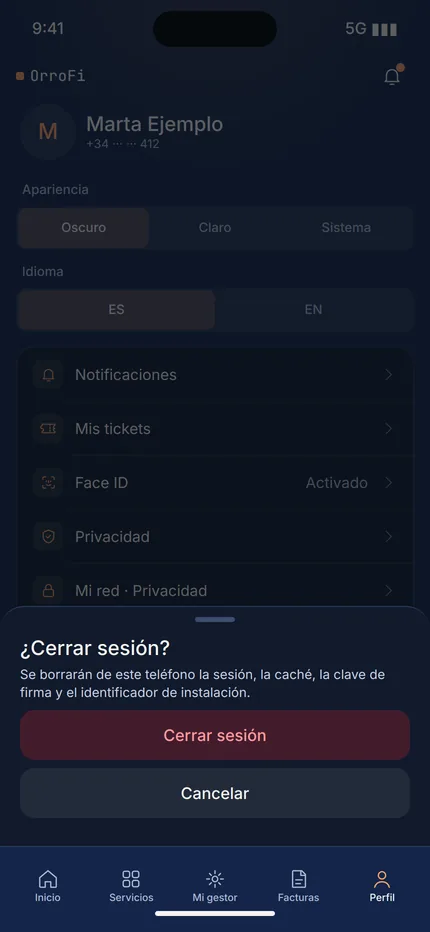 9:41
5G
OrroFi
M
Marta Ejemplo
+34 ··· ··· 412
Apariencia
Oscuro Claro Sistema
Idioma
ES EN
Notificaciones
Mis tickets
Face ID Activado
Privacidad
Mi red · Privacidad
¿Cerrar sesión?
Se borrarán de este teléfono la sesión, la caché, la clave de
firma y el identificador de instalación.
Cerrar sesión
Cancelar
Inicio Servicios Mi gestor Facturas Perfil